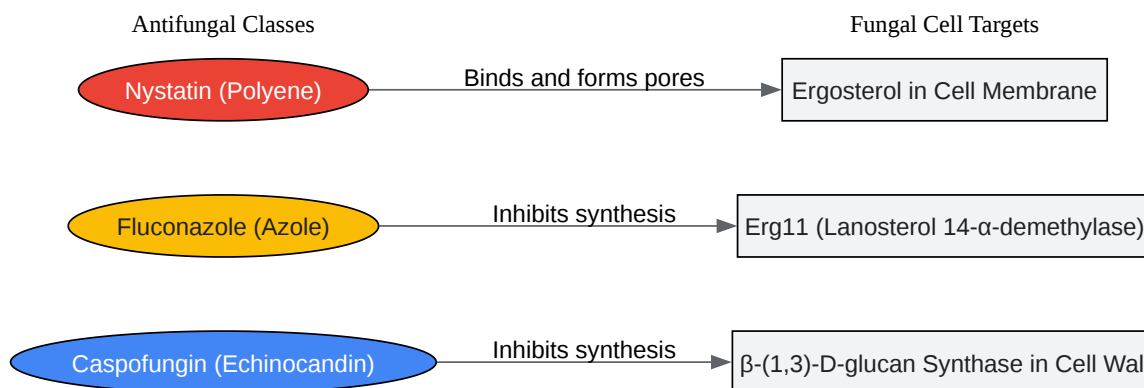 Antifungal Classes
Fungal Cell Targets
Nystatin (Polyene)
Binds and forms pores
Ergosterol in Cell Membrane
Fluconazole (Azole)
Inhibits synthesis
Erg11 (Lanosterol 14-α-demethylase)
Caspofungin (Echinocandin)
Inhibits synthesis
β-(1,3)-D-glucan Synthase in Cell Wal